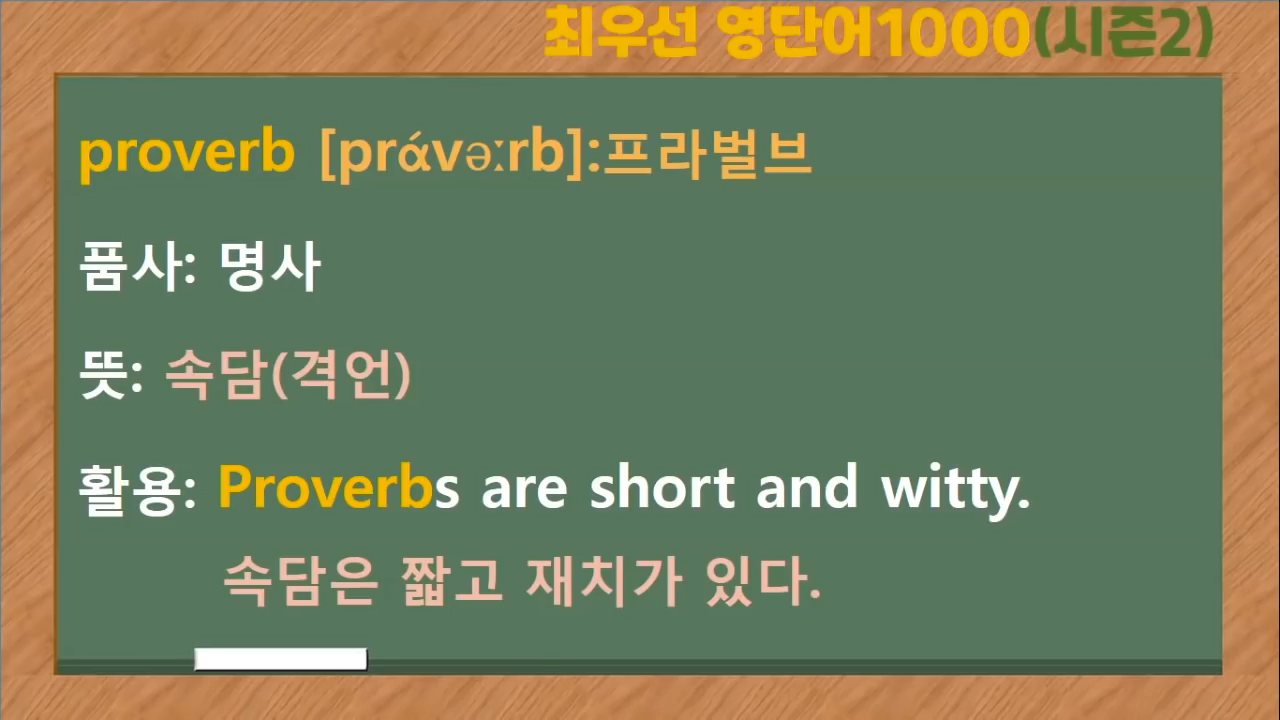 최우선 영단어1000(시즌2)
proverb [prάvəːrb]:프라벌브
품사: 명사
뜻: 속담(격언)
활용: Proverbs are short and witty.
속담은 짧고 재치가 있다.